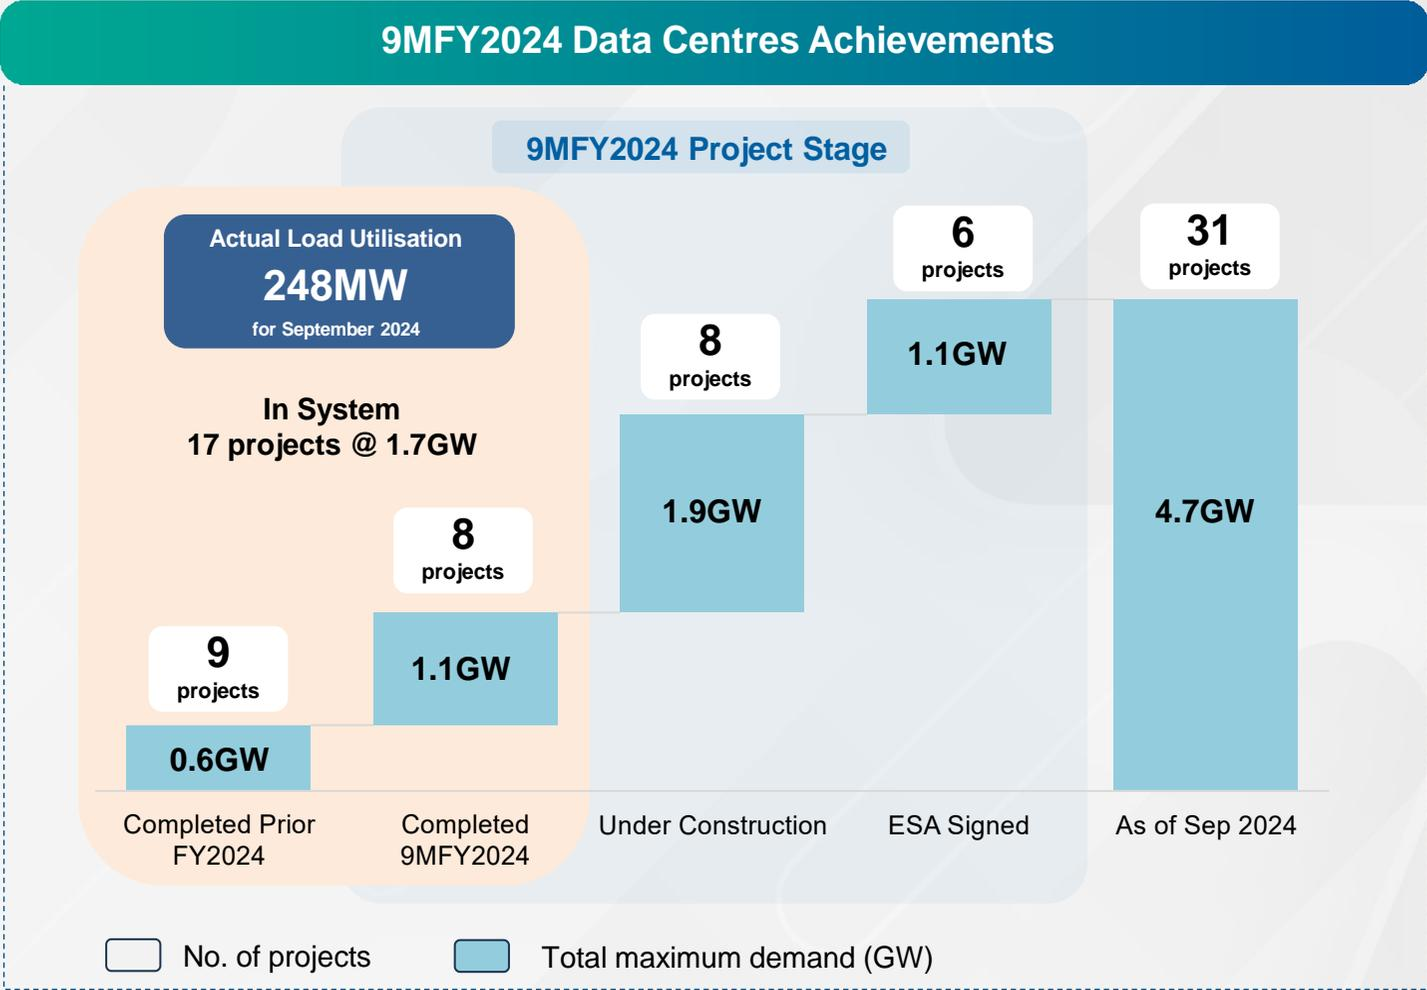 9MFY2024 Data Centres Achievements
9MFY2024 Project Stage
Actual Load Utilisation
248MW
for September 2024
In System
17 projects @ 1.7GW
9
projects
0.6GW
8
projects
1.1GW
8
projects
1.9GW
6
projects
1.1GW
31
projects
4.7GW
Completed Prior
FY2024
Completed
9MFY2024
Under Construction
ESA Signed
As of Sep 2024
No. of projects
Total maximum demand (GW)